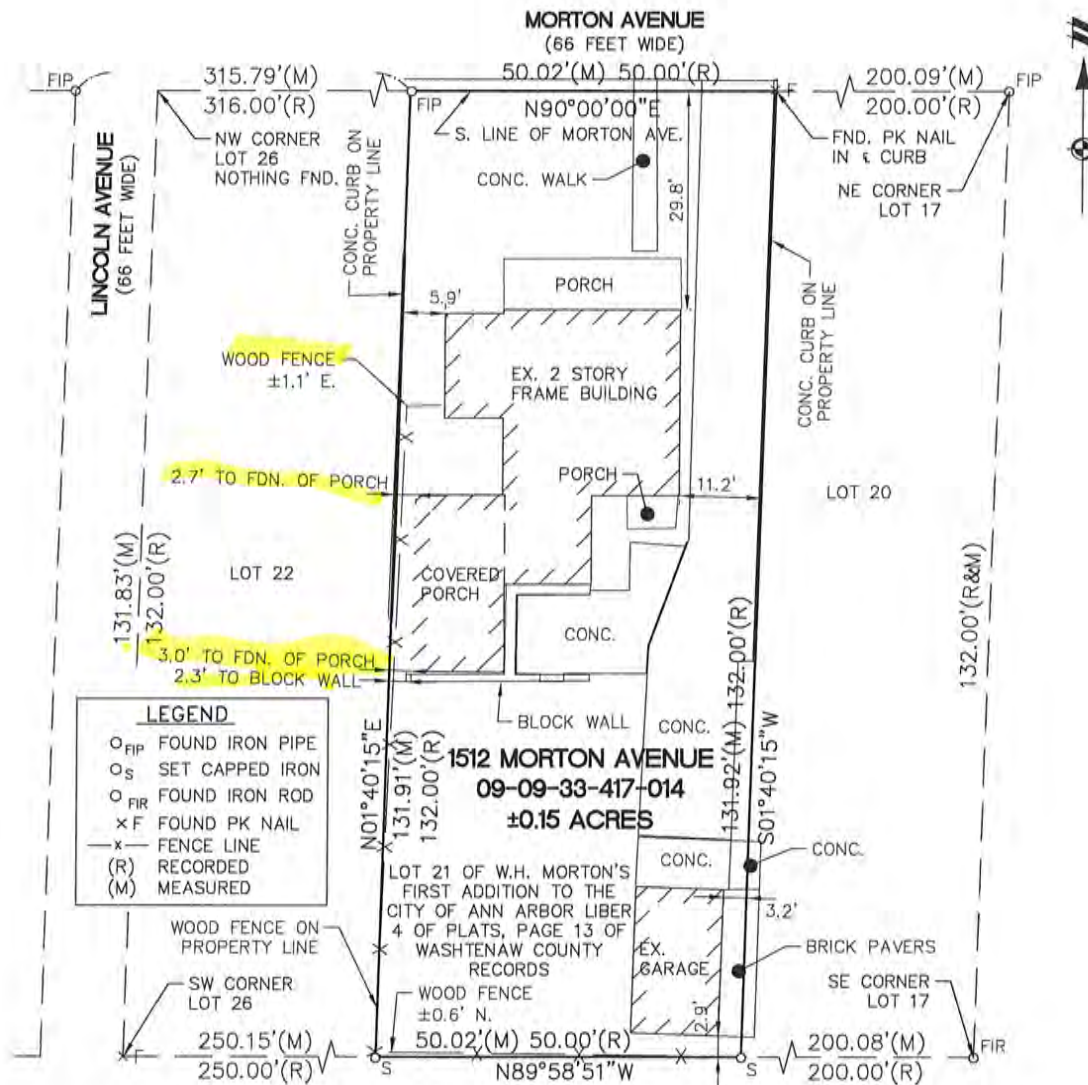 MORTON AVENUE
(66 FEET WIDE)
N
FIP
315.79'(M)
316.00'(R)
FIP
50.02'(M) 50.00'(R)
N90°00'00"E
S. LINE OF MORTON AVE.
F
200.09'(M)
200.00'(R)
FIP
NW CORNER
LOT 26
NOTHING FND.
FND. PK NAIL
IN ℄ CURB
NE CORNER
LOT 17
LINCOLN AVENUE
(66 FEET WIDE)
CONC. CURB ON
PROPERTY LINE
CONC. WALK
29.8'
CONC. CURB ON
PROPERTY LINE
PORCH
5.9'
WOOD FENCE
±1.1' E.
EX. 2 STORY
FRAME BUILDING
2.7' TO FDN. OF PORCH
PORCH
11.2'
LOT 20
131.83'(M)
132.00'(R)
LOT 22
COVERED
PORCH
CONC.
132.00'(R&M)
3.0' TO FDN. OF PORCH
2.3' TO BLOCK WALL
BLOCK WALL
CONC.
LEGEND
FIP FOUND IRON PIPE
S SET CAPPED IRON
FIR FOUND IRON ROD
×F FOUND PK NAIL
—x— FENCE LINE
(R) RECORDED
(M) MEASURED
N01°40'15"E
131.91'(M)
132.00'(R)
1512 MORTON AVENUE
09-09-33-417-014
±0.15 ACRES
131.92'(M) 132.00'(R)
S01°40'15"W
CONC.
CONC.
LOT 21 OF W.H. MORTON'S
FIRST ADDITION TO THE
CITY OF ANN ARBOR LIBER
4 OF PLATS, PAGE 13 OF
WASHTENAW COUNTY
RECORDS
3.2'
WOOD FENCE ON
PROPERTY LINE
EX.
GARAGE
BRICK PAVERS
SW CORNER
LOT 26
WOOD FENCE
±0.6' N.
2.9'
SE CORNER
LOT 17
F
250.15'(M)
250.00'(R)
S
50.02'(M) 50.00'(R)
N89°58'51"W
S
200.08'(M)
200.00'(R)
FIR